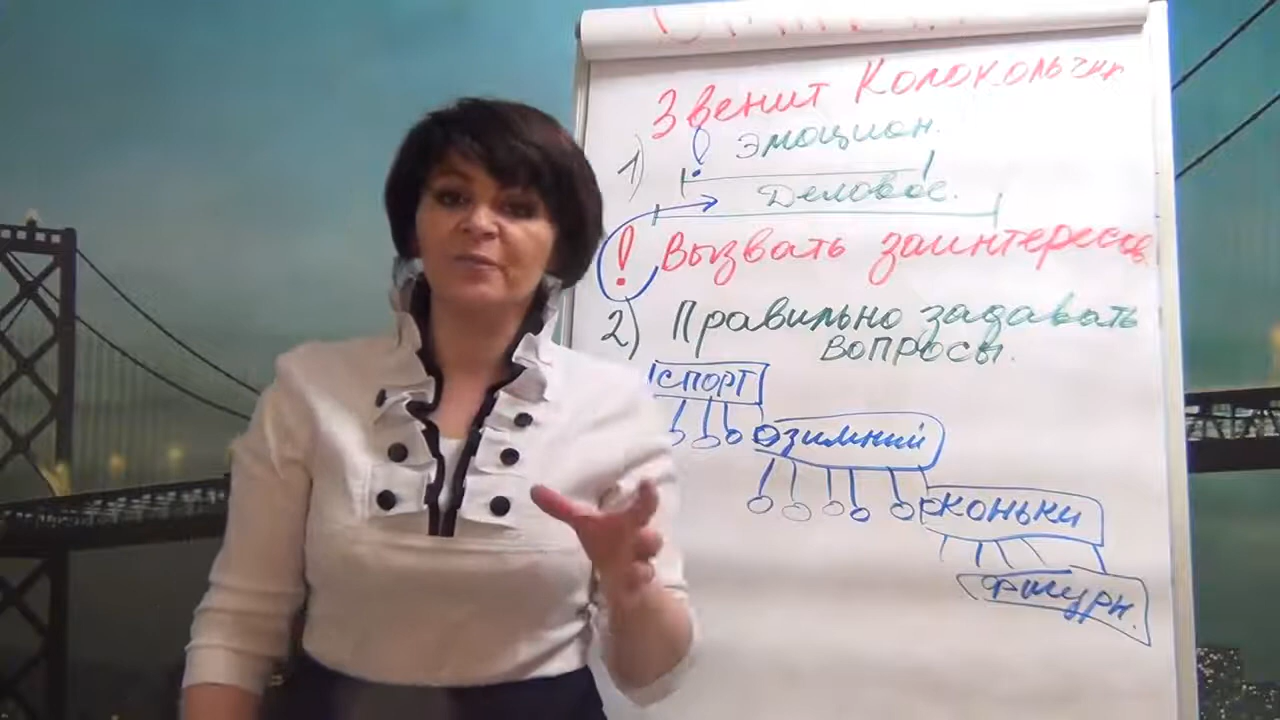 Звенит Колокольчик
1) эмоцион.
Деловое.
! Вызвать заинтересов
2) Правильно задавать
вопросы.
спорт
зимний
коньки
фигурн.